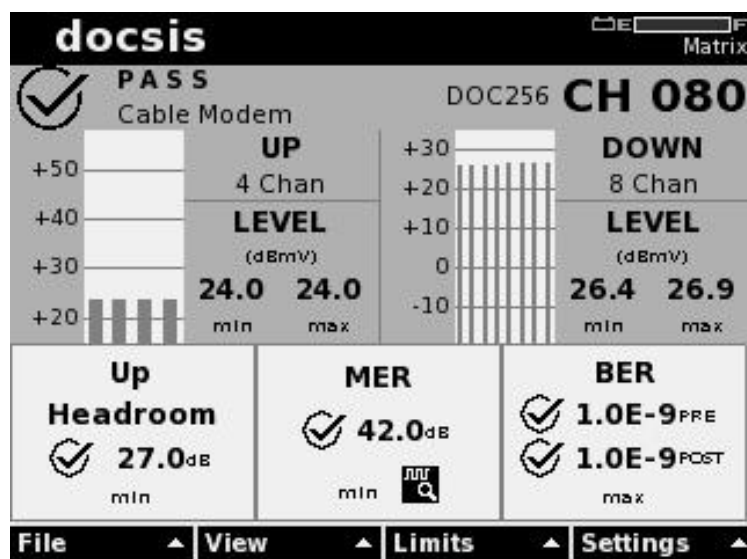 docsis
E F
Matrix
PASS
Cable Modem
DOC256 CH 080
+50
+40
+30
+20
UP
4 Chan
LEVEL
(dBmV)
24.0 24.0
min max
+30
+20
+10
0
-10
DOWN
8 Chan
LEVEL
(dBmV)
26.4 26.9
min max
Up
Headroom
27.0dB
min
MER
42.0dB
min
BER
1.0E-9PRE
1.0E-9POST
max
File View Limits Settings